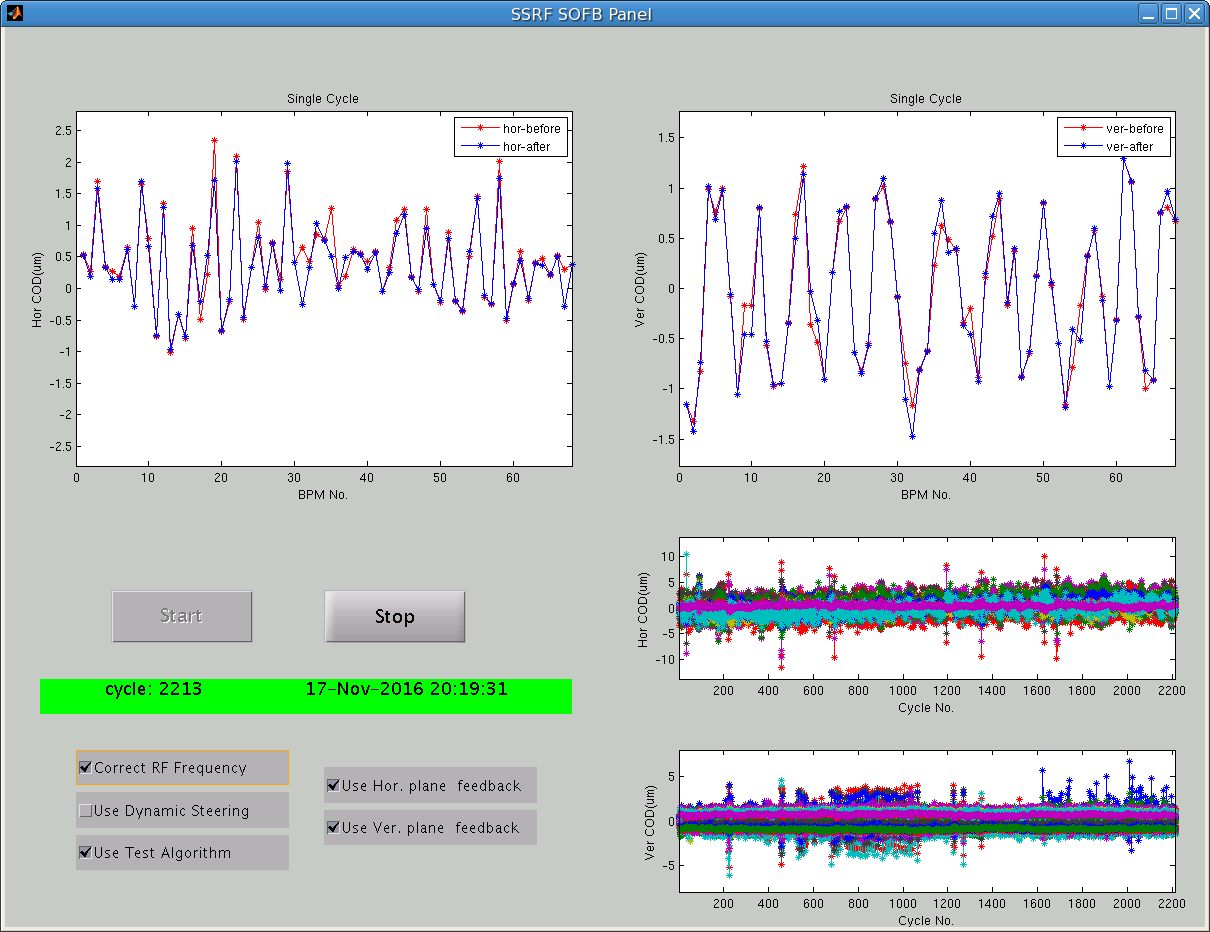 SSRF SOFB Panel
Single Cycle
hor-before
hor-after
Hor COD(um)
2.5
2
1.5
1
0.5
0
-0.5
-1
-1.5
-2
-2.5
0 10 20 30 40 50 60
BPM No.
Single Cycle
ver-before
ver-after
Ver COD(um)
1.5
1
0.5
0
-0.5
-1
-1.5
0 10 20 30 40 50 60
BPM No.
Hor COD(um)
10
5
0
-5
-10
200 400 600 800 1000 1200 1400 1600 1800 2000 2200
Cycle No.
Start
Stop
cycle: 2213 17-Nov-2016 20:19:31
Correct RF Frequency
Use Dynamic Steering
Use Test Algorithm
Use Hor. plane feedback
Use Ver. plane feedback
Ver COD(um)
5
0
-5
200 400 600 800 1000 1200 1400 1600 1800 2000 2200
Cycle No.